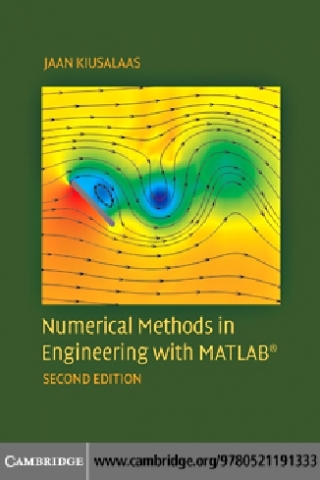 JAAN KIUSALAAS
Numerical Methods in
Engineering with MATLAB®
SECOND EDITION
CAMBRIDGE www.cambridge.org/9780521191333